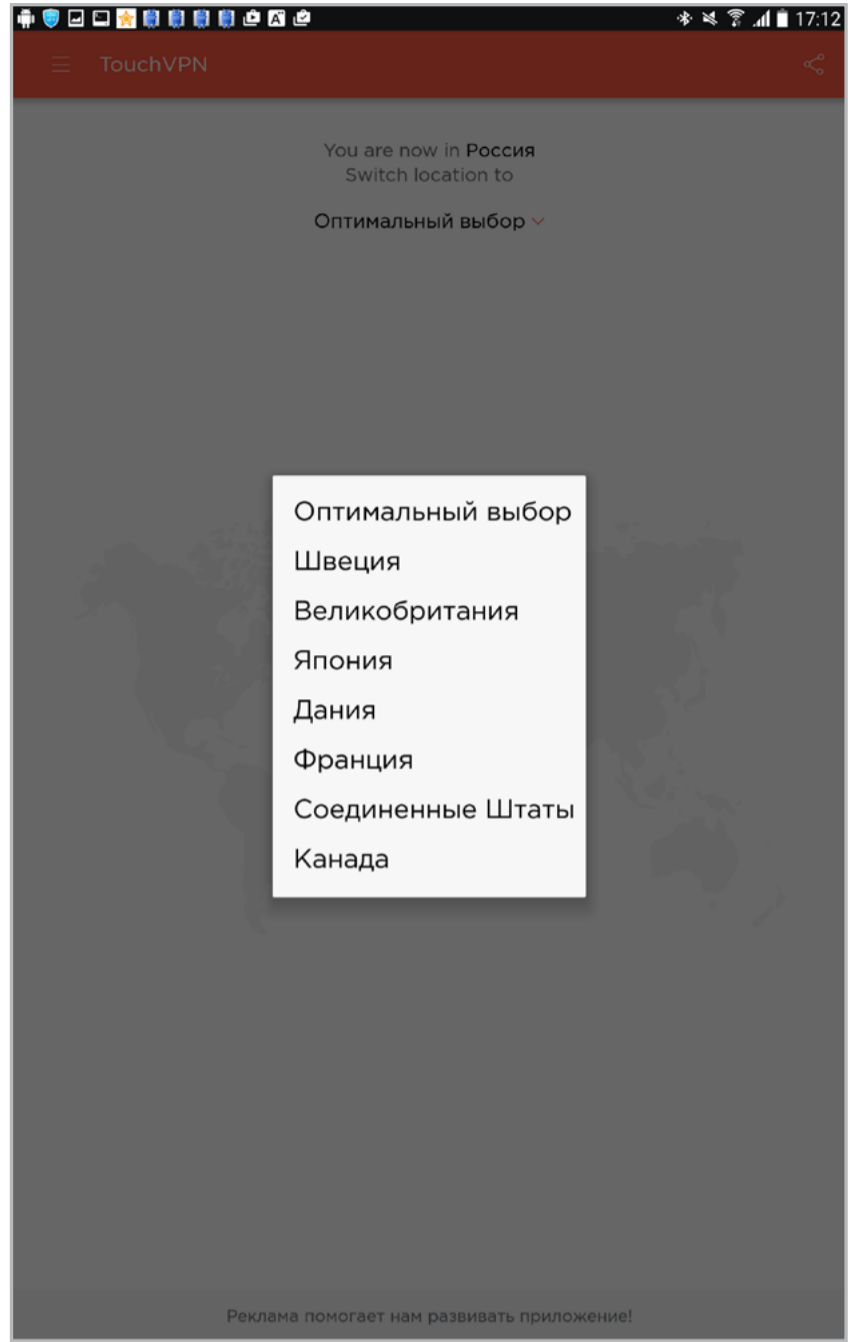 17:12
TouchVPN
You are now in Россия
Switch location to
Оптимальный выбор
Оптимальный выбор
Швеция
Великобритания
Япония
Дания
Франция
Соединенные Штаты
Канада
Реклама помогает нам развивать приложение!